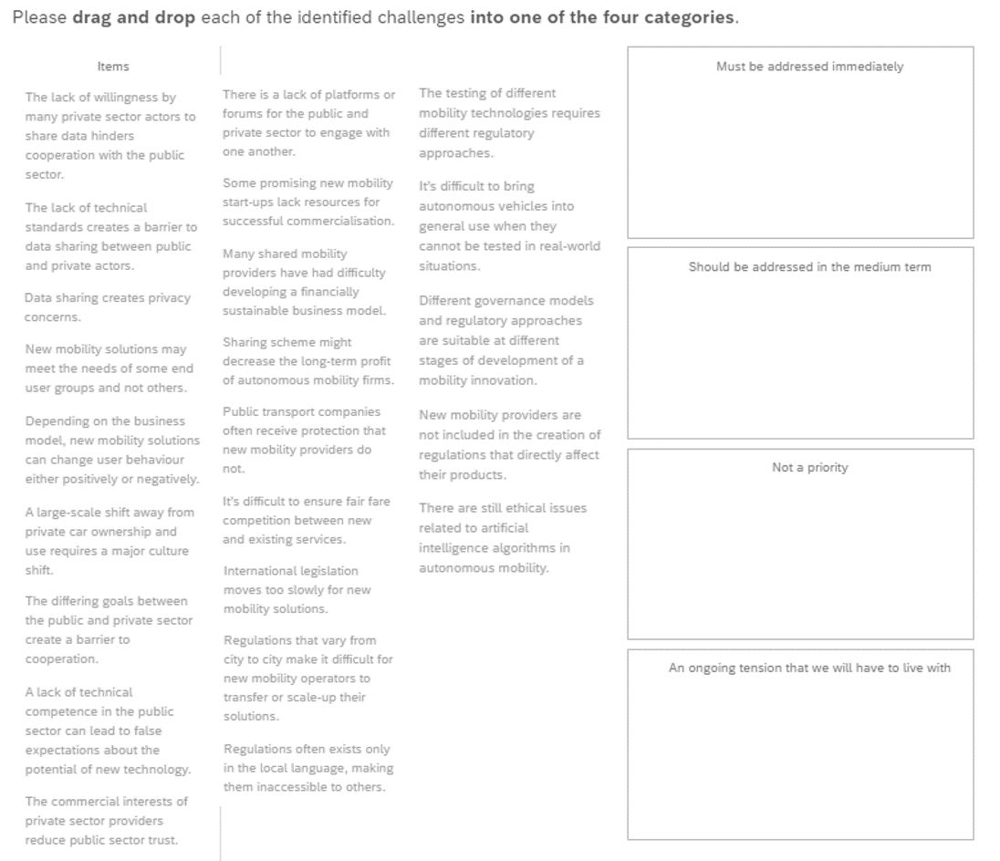 Please drag and drop each of the identified challenges into one of the four categories.
Items
The lack of willingness by
many private sector actors to
share data hinders
cooperation with the public
sector.
The lack of technical
standards creates a barrier to
data sharing between public
and private actors.
Data sharing creates privacy
concerns.
New mobility solutions may
meet the needs of some end
user groups and not others.
Depending on the business
model, new mobility solutions
can change user behaviour
either positively or negatively.
A large-scale shift away from
private car ownership and
use requires a major culture
shift.
The differing goals between
the public and private sector
create a barrier to
cooperation.
A lack of technical
competence in the public
sector can lead to false
expectations about the
potential of new technology.
The commercial interests of
private sector providers
reduce public sector trust.
There is a lack of platforms or
forums for the public and
private sector to engage with
one another.
Some promising new mobility
start-ups lack resources for
successful commercialisation.
Many shared mobility
providers have had difficulty
developing a financially
sustainable business model.
Sharing scheme might
decrease the long-term profit
of autonomous mobility firms.
Public transport companies
often receive protection that
new mobility providers do
not.
It's difficult to ensure fair fare
competition between new
and existing services.
International legislation
moves too slowly for new
mobility solutions.
Regulations that vary from
city to city make it difficult for
new mobility operators to
transfer or scale-up their
solutions.
Regulations often exists only
in the local language, making
them inaccessible to others.
The testing of different
mobility technologies requires
different regulatory
approaches.
It's difficult to bring
autonomous vehicles into
general use when they
cannot be tested in real-world
situations.
Different governance models
and regulatory approaches
are suitable at different
stages of development of a
mobility innovation.
New mobility providers are
not included in the creation of
regulations that directly affect
their products.
There are still ethical issues
related to artificial
intelligence algorithms in
autonomous mobility.
Must be addressed immediately
Should be addressed in the medium term
Not a priority
An ongoing tension that we will have to live with